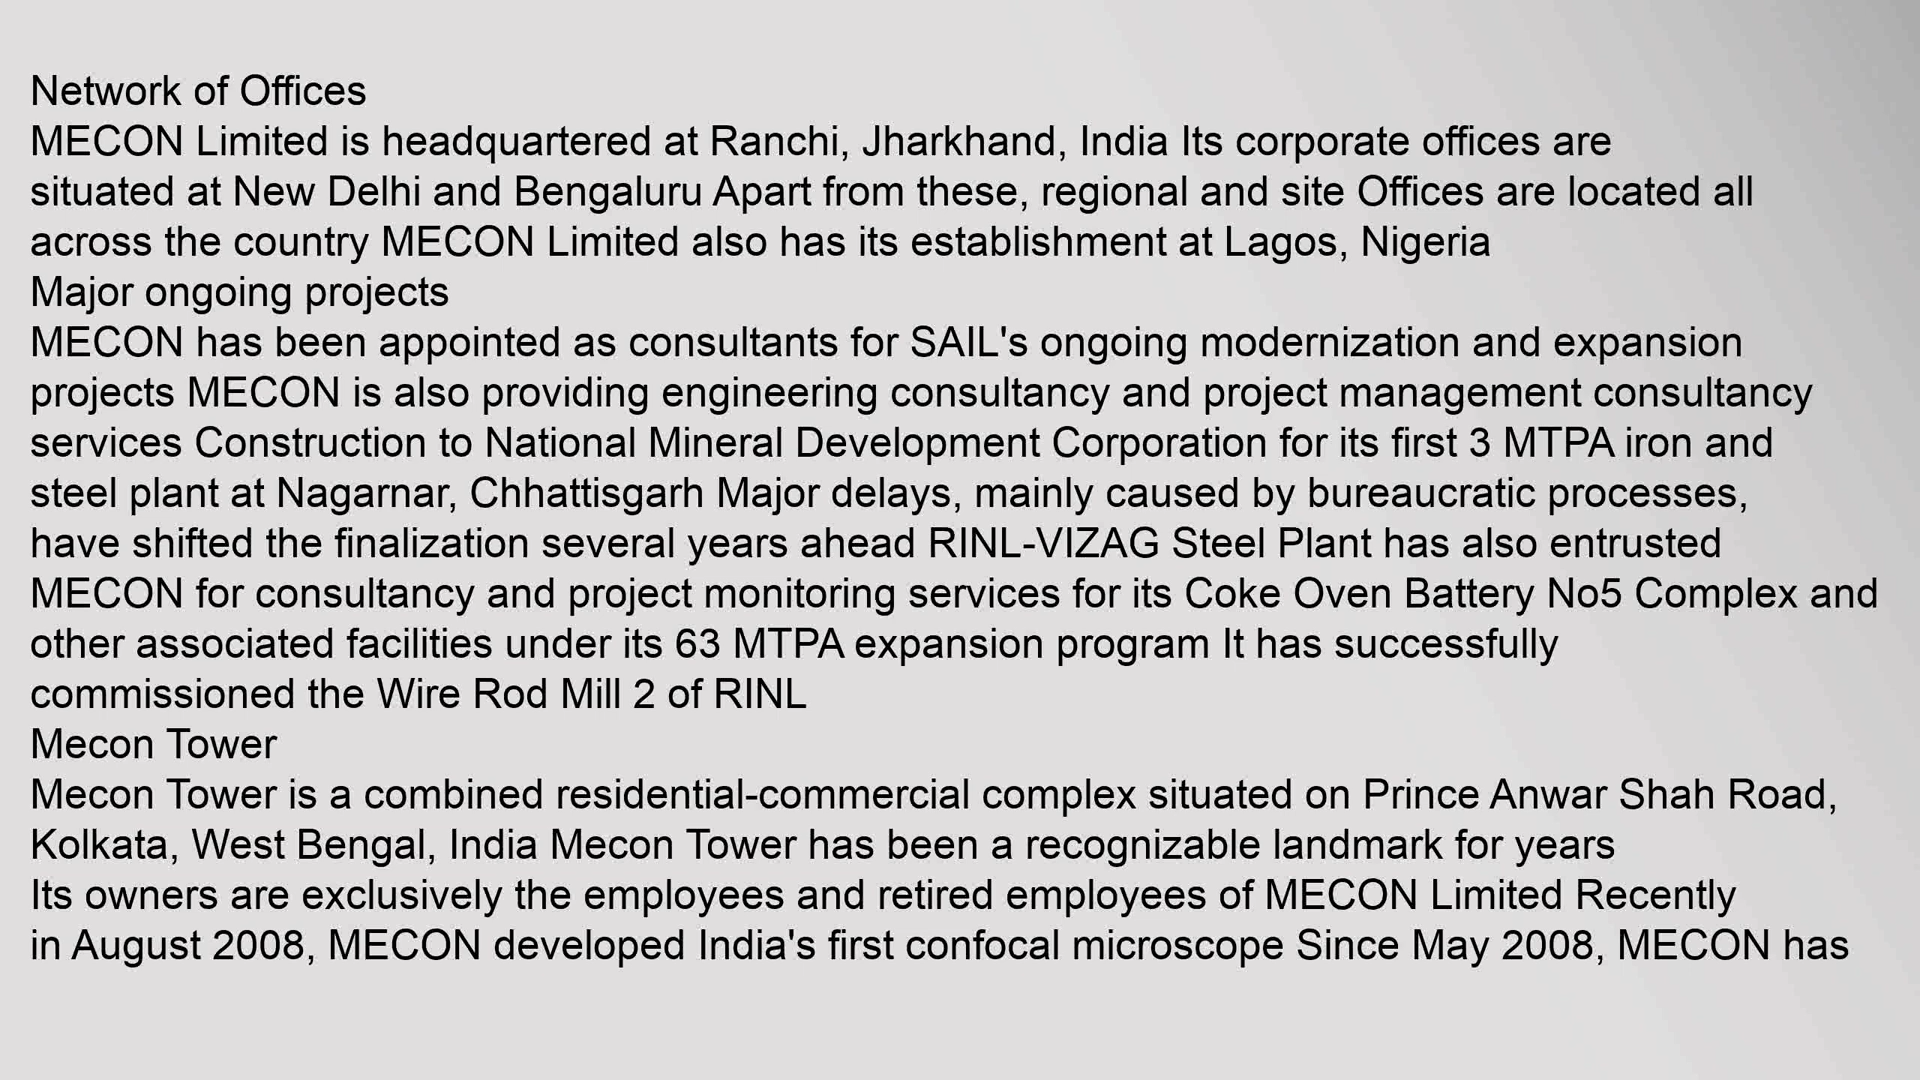 Network of Offices
MECON Limited is headquartered at Ranchi, Jharkhand, India Its corporate offices are
situated at New Delhi and Bengaluru Apart from these, regional and site Offices are located all
across the country MECON Limited also has its establishment at Lagos, Nigeria
Major ongoing projects
MECON has been appointed as consultants for SAIL's ongoing modernization and expansion
projects MECON is also providing engineering consultancy and project management consultancy
services Construction to National Mineral Development Corporation for its first 3 MTPA iron and
steel plant at Nagarnar, Chhattisgarh Major delays, mainly caused by bureaucratic processes,
have shifted the finalization several years ahead RINL-VIZAG Steel Plant has also entrusted
MECON for consultancy and project monitoring services for its Coke Oven Battery No5 Complex and
other associated facilities under its 63 MTPA expansion program It has successfully
commissioned the Wire Rod Mill 2 of RINL
Mecon Tower
Mecon Tower is a combined residential-commercial complex situated on Prince Anwar Shah Road,
Kolkata, West Bengal, India Mecon Tower has been a recognizable landmark for years
Its owners are exclusively the employees and retired employees of MECON Limited Recently
in August 2008, MECON developed India's first confocal microscope Since May 2008, MECON has